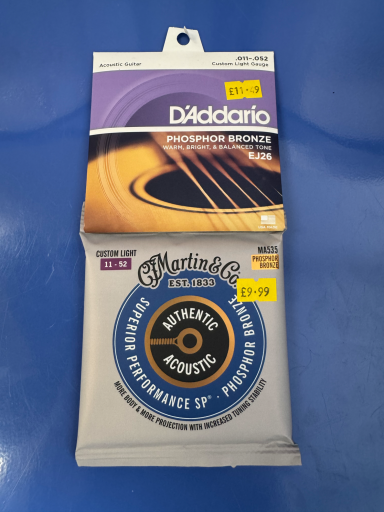 Acoustic Guitar
.011–.052
Custom Light Gauge
£11.49
D'Addario
PHOSPHOR BRONZE
WARM, BRIGHT, & BALANCED TONE
EJ26
CUSTOM LIGHT
11 - 52
MA535
PHOSPHOR
BRONZE
C.F. Martin & Co.
EST. 1833
£9.99
AUTHENTIC
ACOUSTIC
SUPERIOR PERFORMANCE SP® · PHOSPHOR BRONZE
MORE BODY & MORE PROJECTION WITH INCREASED TUNING STABILITY